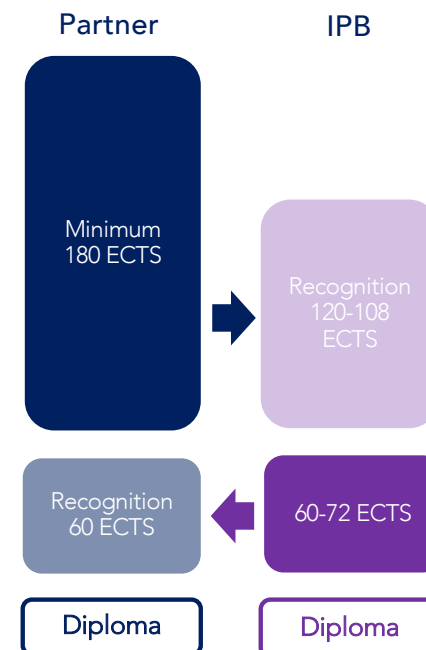 Partner
IPB
Minimum
180 ECTS
Recognition
120-108
ECTS
Recognition
60 ECTS
60-72 ECTS
Diploma
Diploma